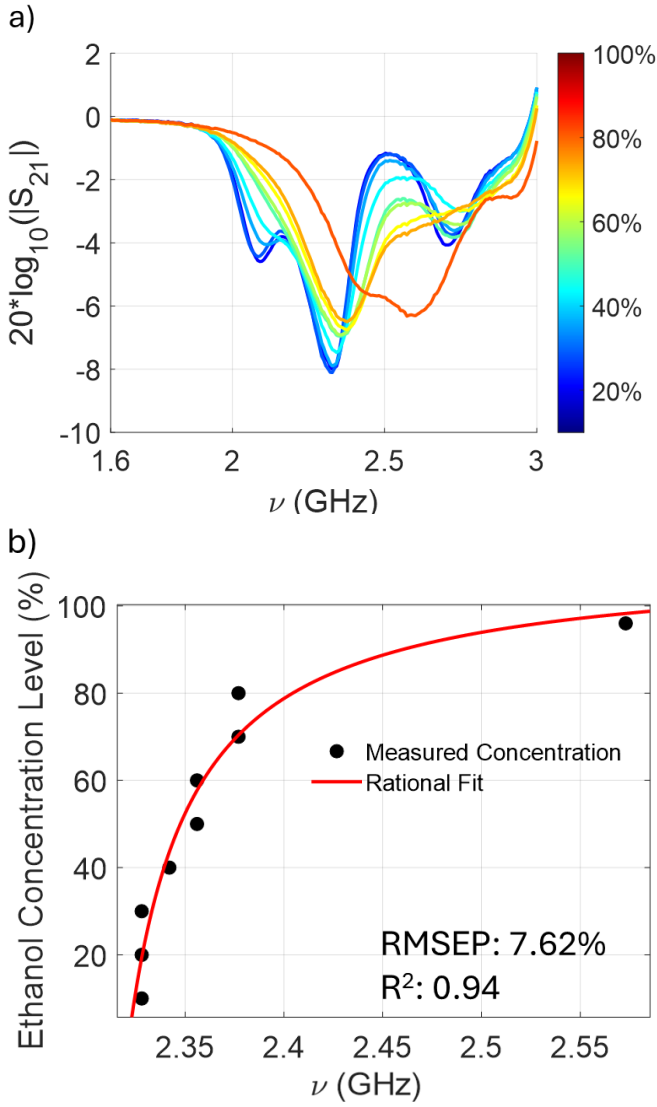 a)
2
0
-2
-4
-6
-8
-10
20*log10(|S21|)
1.6
2
2.5
3
ν (GHz)
100%
80%
60%
40%
20%
b)
100
80
60
40
20
Ethanol Concentration Level (%)
Measured Concentration
Rational Fit
RMSEP: 7.62%
R²: 0.94
2.35
2.4
2.45
2.5
2.55
ν (GHz)